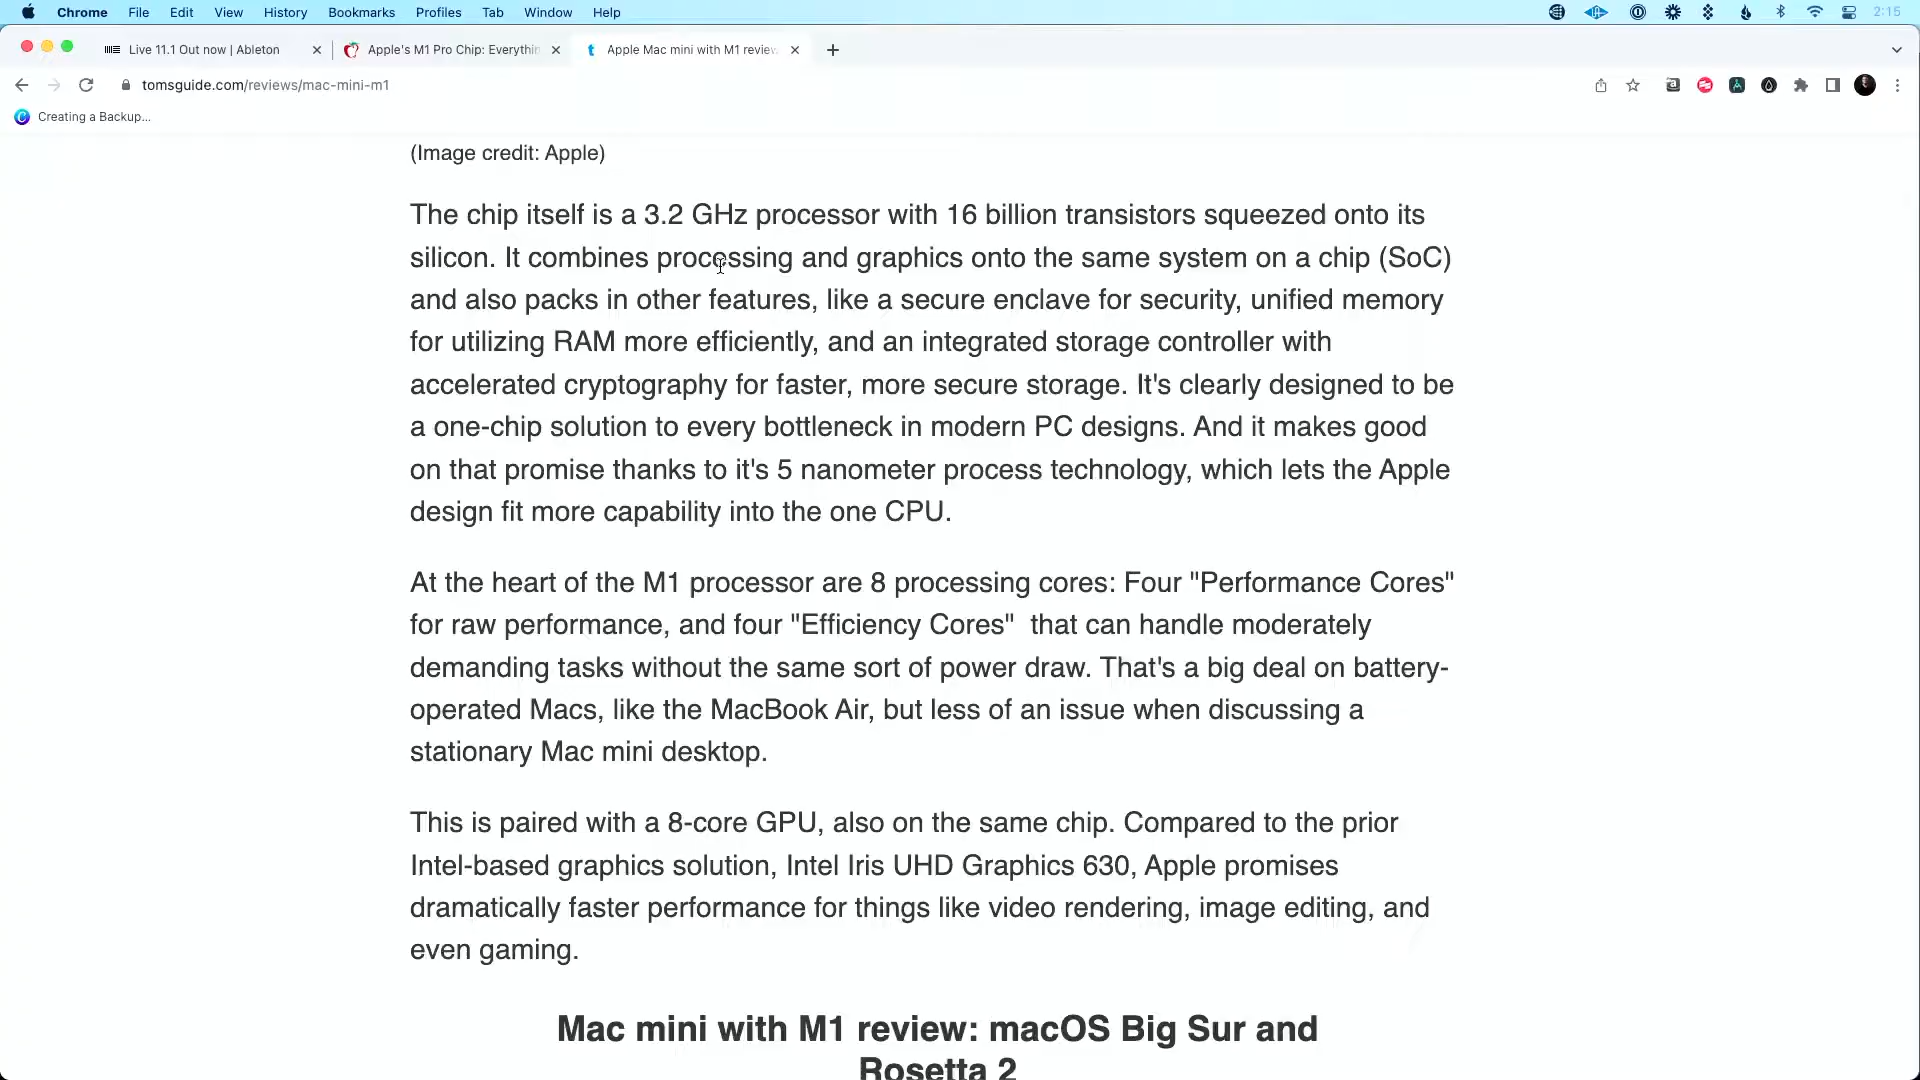 Chrome File Edit View History Bookmarks Profiles Tab Window Help 2:15
Live 11.1 Out now | Ableton
Apple's M1 Pro Chip: Everythin
Apple Mac mini with M1 review
tomsguide.com/reviews/mac-mini-m1
Creating a Backup...
(Image credit: Apple)
The chip itself is a 3.2 GHz processor with 16 billion transistors squeezed onto its
silicon. It combines processing and graphics onto the same system on a chip (SoC)
and also packs in other features, like a secure enclave for security, unified memory
for utilizing RAM more efficiently, and an integrated storage controller with
accelerated cryptography for faster, more secure storage. It's clearly designed to be
a one-chip solution to every bottleneck in modern PC designs. And it makes good
on that promise thanks to it's 5 nanometer process technology, which lets the Apple
design fit more capability into the one CPU.
At the heart of the M1 processor are 8 processing cores: Four "Performance Cores"
for raw performance, and four "Efficiency Cores"  that can handle moderately
demanding tasks without the same sort of power draw. That's a big deal on battery-
operated Macs, like the MacBook Air, but less of an issue when discussing a
stationary Mac mini desktop.
This is paired with a 8-core GPU, also on the same chip. Compared to the prior
Intel-based graphics solution, Intel Iris UHD Graphics 630, Apple promises
dramatically faster performance for things like video rendering, image editing, and
even gaming.
Mac mini with M1 review: macOS Big Sur and
Rosetta 2